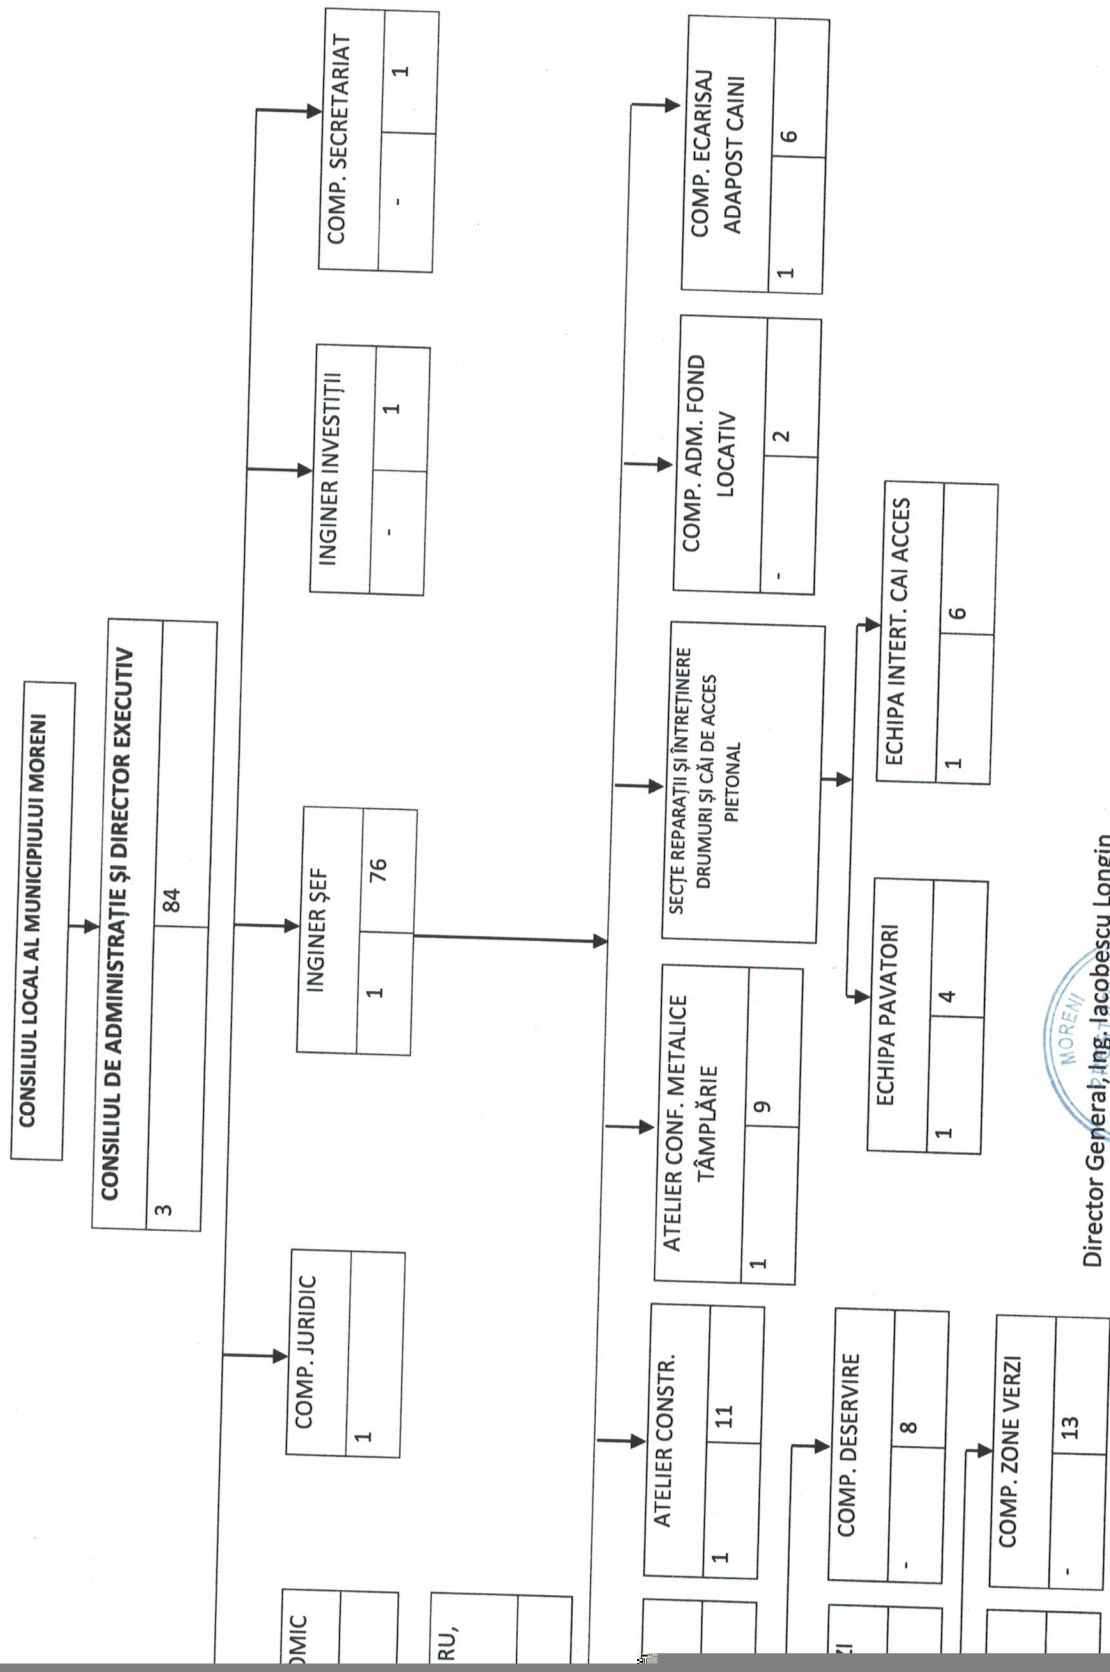 CONSILIUL LOCAL AL MUNICIPIULUI MORENI
CONSILIUL DE ADMINISTRAȚIE ȘI DIRECTOR EXECUTIV
3 84
OMIC
RU,
COMP. JURIDIC
1
INGINER ȘEF
1 76
INGINER INVESTIȚII
- 1
COMP. SECRETARIAT
- 1
ATELIER CONSTR.
1 11
ATELIER CONF. METALICE
TÂMPLĂRIE
1 9
SECȚE REPARAȚII ȘI ÎNTREȚINERE
DRUMURI ȘI CĂI DE ACCES
PIETONAL
COMP. ADM. FOND
LOCATIV
- 2
COMP. ECARISAJ
ADAPOST CAINI
1 6
ZI
COMP. DESERVIRE
- 8
ECHIPA PAVATORI
1 4
ECHIPA INTERT. CAI ACCES
1 6
COMP. ZONE VERZI
- 13
MORENI
Director General, Ing. Iacobescu Longin